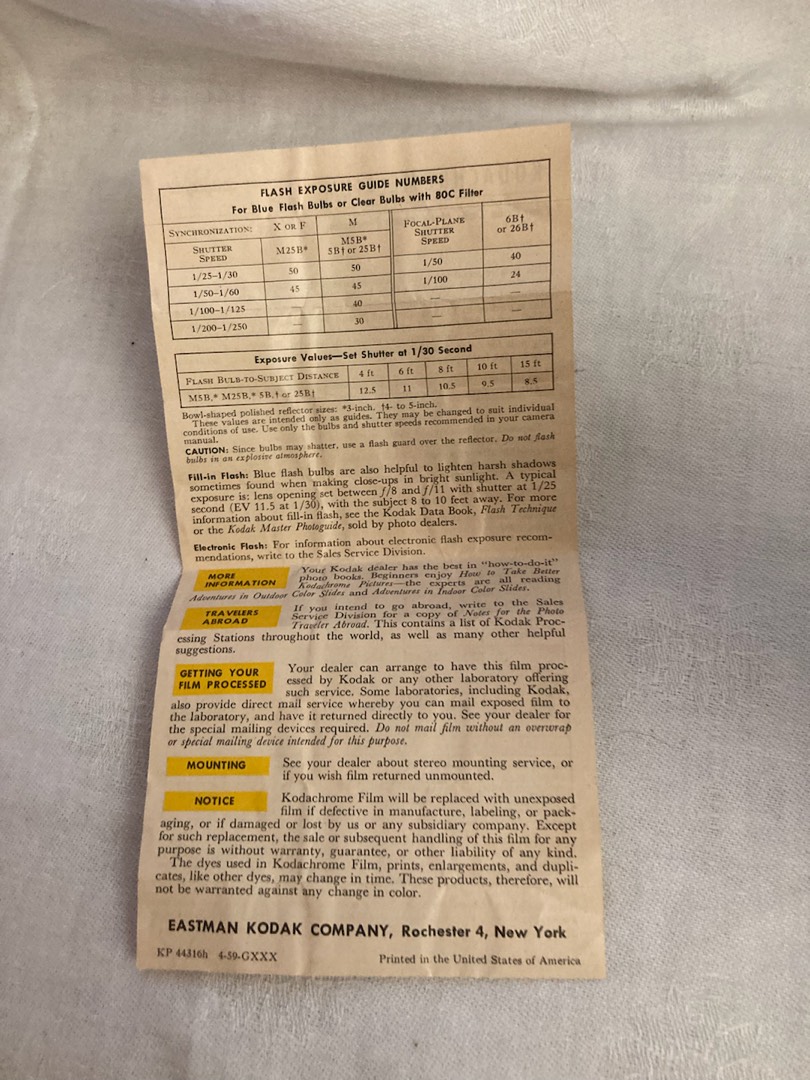 FLASH EXPOSURE GUIDE NUMBERS
For Blue Flash Bulbs or Clear Bulbs with 80C Filter
SYNCHRONIZATION: X OR F M FOCAL-PLANE SHUTTER SPEED 6B† or 26B†
SHUTTER SPEED M25B* M5B* 5B† or 25B†
1/25–1/30 50 50 1/50 40
1/50–1/60 45 45 1/100 24
1/100–1/125 — 40 — —
1/200–1/250 — 30 — —
Exposure Values—Set Shutter at 1/30 Second
FLASH BULB-TO-SUBJECT DISTANCE 4 ft 6 ft 8 ft 10 ft 15 ft
M5B,* M25B,* 5B,† or 25B† 12.5 11 10.5 9.5 8.5
Bowl-shaped polished reflector sizes: *3-inch. †4- to 5-inch.
These values are intended only as guides. They may be changed to suit individual
conditions of use. Use only the bulbs and shutter speeds recommended in your camera
manual.
CAUTION: Since bulbs may shatter, use a flash guard over the reflector. Do not flash
bulbs in an explosive atmosphere.
Fill-in Flash: Blue flash bulbs are also helpful to lighten harsh shadows
sometimes found when making close-ups in bright sunlight. A typical
exposure is: lens opening set between f/8 and f/11 with shutter at 1/25
second (EV 11.5 at 1/30), with the subject 8 to 10 feet away. For more
information about fill-in flash, see the Kodak Data Book, Flash Technique
or the Kodak Master Photoguide, sold by photo dealers.
Electronic Flash: For information about electronic flash exposure recom-
mendations, write to the Sales Service Division.
MORE INFORMATION Your Kodak dealer has the best in "how-to-do-it"
photo books. Beginners enjoy How to Take Better
Kodachrome Pictures—the experts are all reading
Adventures in Outdoor Color Slides and Adventures in Indoor Color Slides.
TRAVELERS ABROAD If you intend to go abroad, write to the Sales
Service Division for a copy of Notes for the Photo
Traveler Abroad. This contains a list of Kodak Proc-
essing Stations throughout the world, as well as many other helpful
suggestions.
GETTING YOUR FILM PROCESSED Your dealer can arrange to have this film proc-
essed by Kodak or any other laboratory offering
such service. Some laboratories, including Kodak,
also provide direct mail service whereby you can mail exposed film to
the laboratory, and have it returned directly to you. See your dealer for
the special mailing devices required. Do not mail film without an overwrap
or special mailing device intended for this purpose.
MOUNTING See your dealer about stereo mounting service, or
if you wish film returned unmounted.
NOTICE Kodachrome Film will be replaced with unexposed
film if defective in manufacture, labeling, or pack-
aging, or if damaged or lost by us or any subsidiary company. Except
for such replacement, the sale or subsequent handling of this film for any
purpose is without warranty, guarantee, or other liability of any kind.
The dyes used in Kodachrome Film, prints, enlargements, and dupli-
cates, like other dyes, may change in time. These products, therefore, will
not be warranted against any change in color.
EASTMAN KODAK COMPANY, Rochester 4, New York
KP 44316h 4-59-GXXX Printed in the United States of America